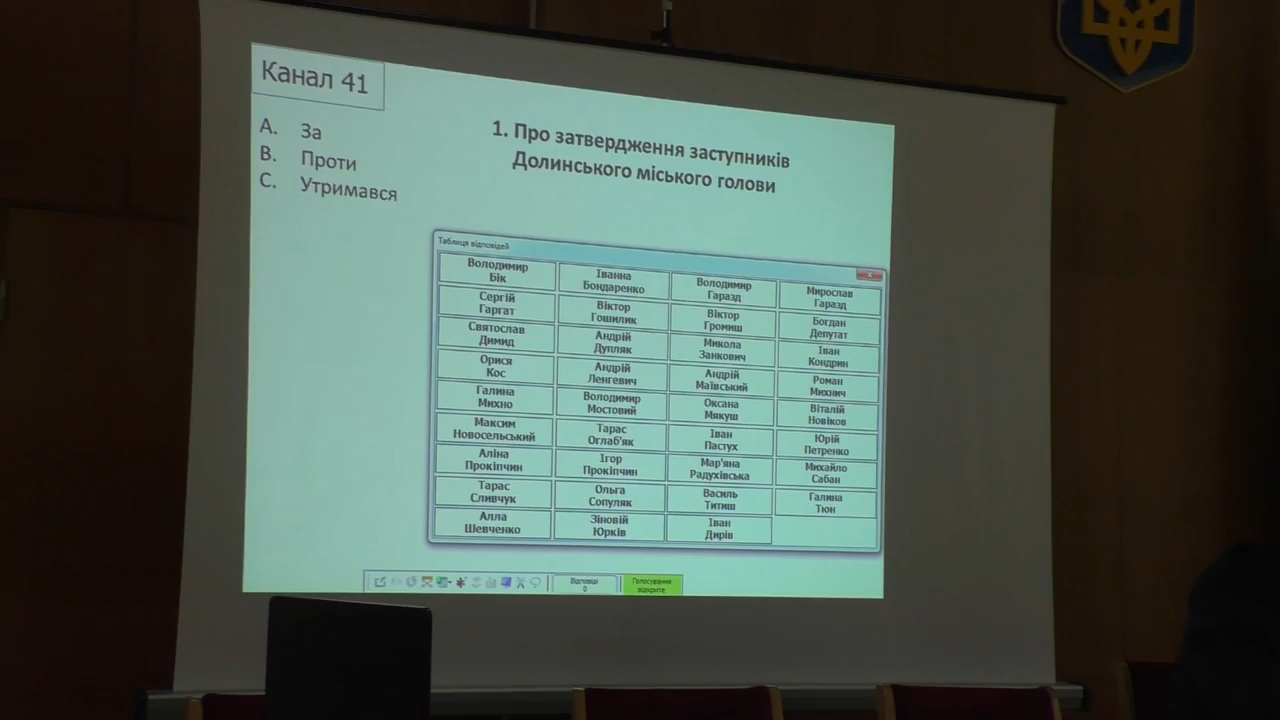 Канал 41
A. За
B. Проти
C. Утримався
1. Про затвердження заступників
Долинського міського голови
Таблиця відповідей
Володимир Бік
Іванна Бондаренко
Володимир Гаразд
Мирослав Гаразд
Сергій Гаргат
Віктор Гошилик
Віктор Громиш
Богдан Депутат
Святослав Димид
Андрій Дупляк
Микола Занкович
Іван Кондрин
Орися Кос
Андрій Ленгевич
Андрій Маївський
Роман Михнич
Галина Михно
Володимир Мостовий
Оксана Мякуш
Віталій Новіков
Максим Новосельський
Тарас Оглаб'як
Іван Пастух
Юрій Петренко
Аліна Прокіпчин
Ігор Прокіпчин
Мар'яна Радухівська
Михайло Сабан
Тарас Сливчук
Ольга Сопуляк
Василь Титиш
Галина Тюн
Алла Шевченко
Зіновій Юрків
Іван Дирів
Відповіді
0
Голосування
відкрите